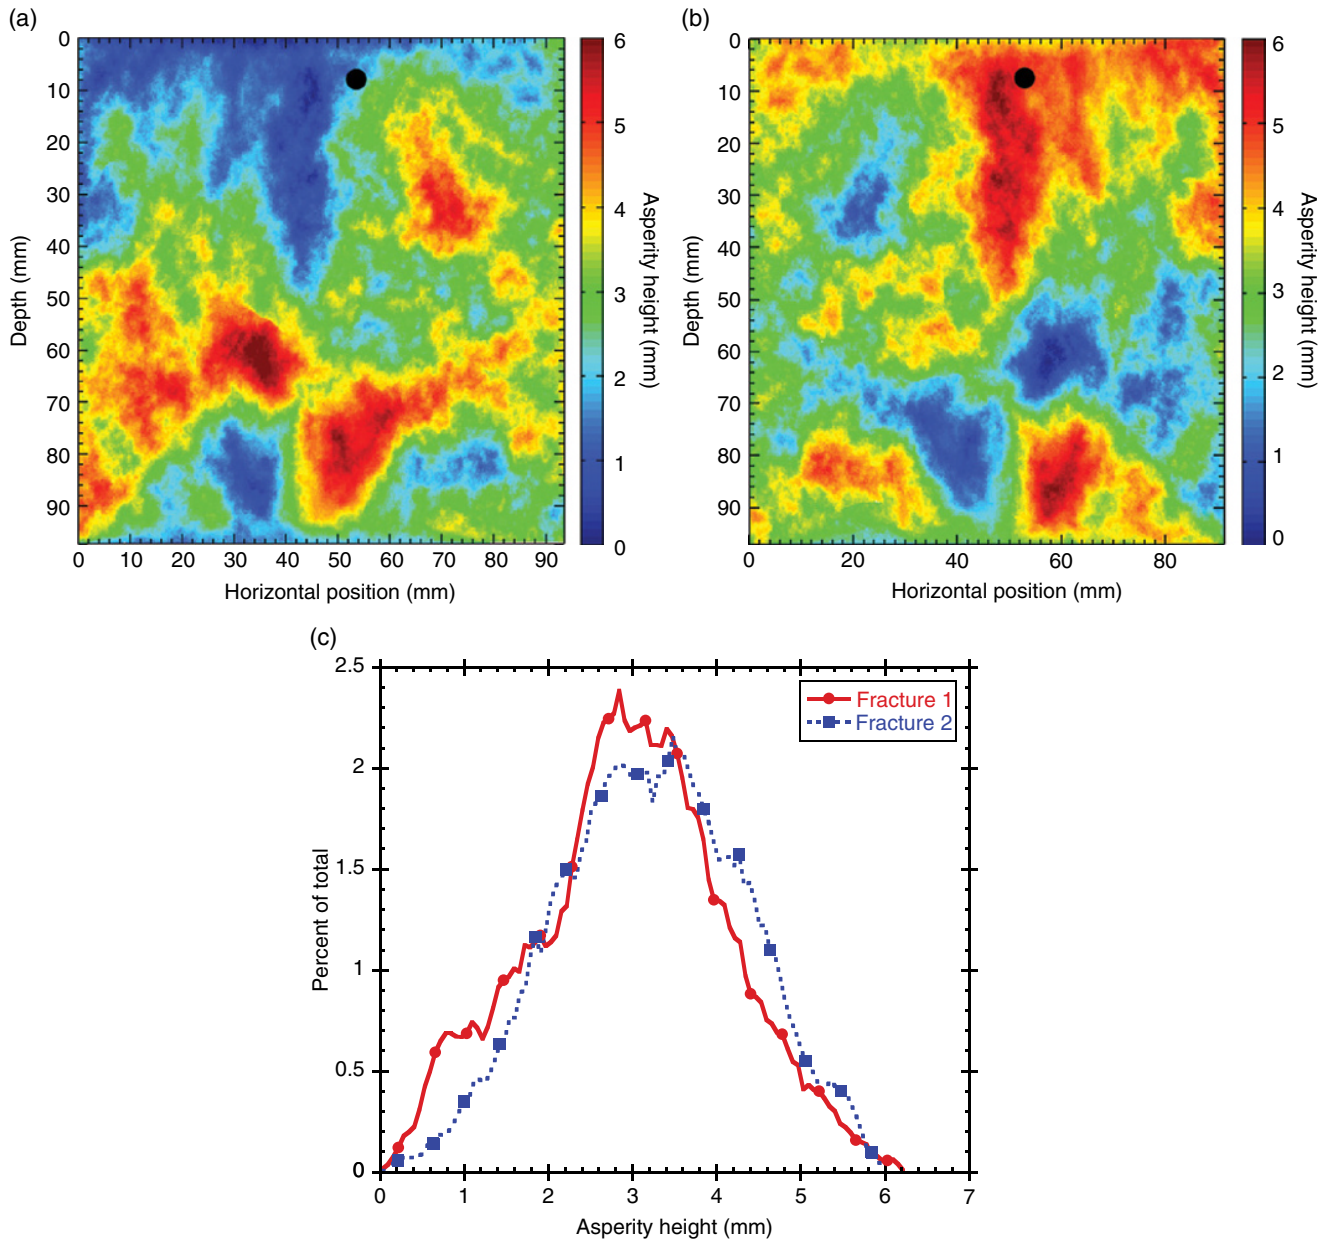 (a)
(b)
0
10
20
30
40
50
60
70
80
90
Depth (mm)
0 10 20 30 40 50 60 70 80 90
Horizontal position (mm)
6
5
4
3
2
1
0
Asperity height (mm)
0
10
20
30
40
50
60
70
80
90
Depth (mm)
0 20 40 60 80
Horizontal position (mm)
6
5
4
3
2
1
0
Asperity height (mm)
(c)
2.5
2
1.5
1
0.5
0
Percent of total
Fracture 1
Fracture 2
0 1 2 3 4 5 6 7
Asperity height (mm)